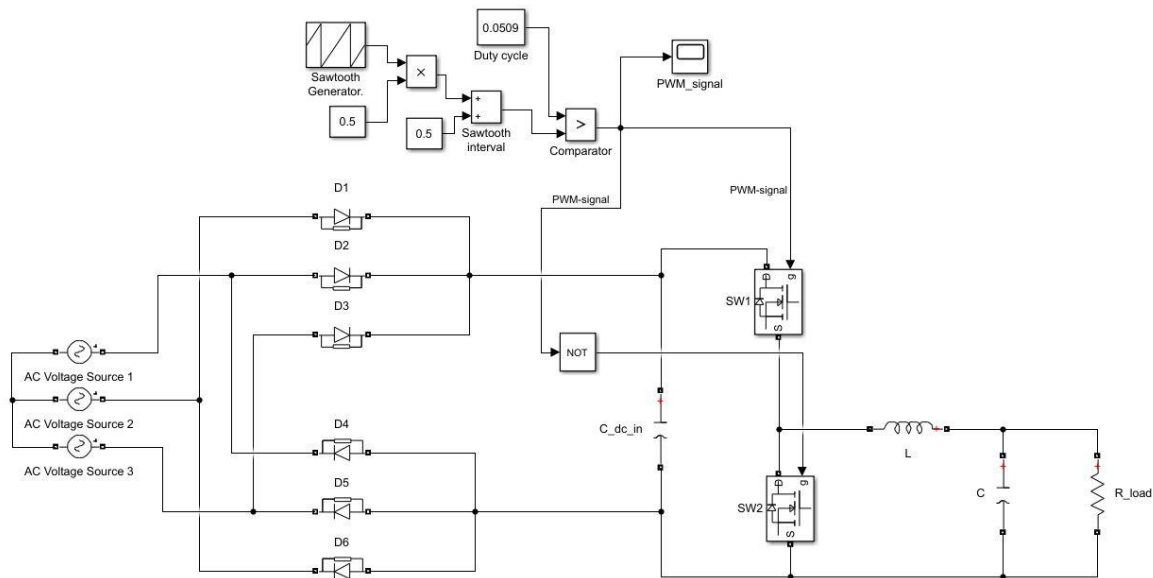 0.0509
Duty cycle
Sawtooth
Generator.
×
PWM_signal
0.5
0.5
+
+
Sawtooth
interval
>
Comparator
D1
PWM-signal
PWM-signal
D2
D
g
SW1
S
D3
NOT
AC Voltage Source 1
AC Voltage Source 2
AC Voltage Source 3
D4
C_dc_in
+
L
+
D5
D
g
SW2
S
C
+
R_load
+
D6